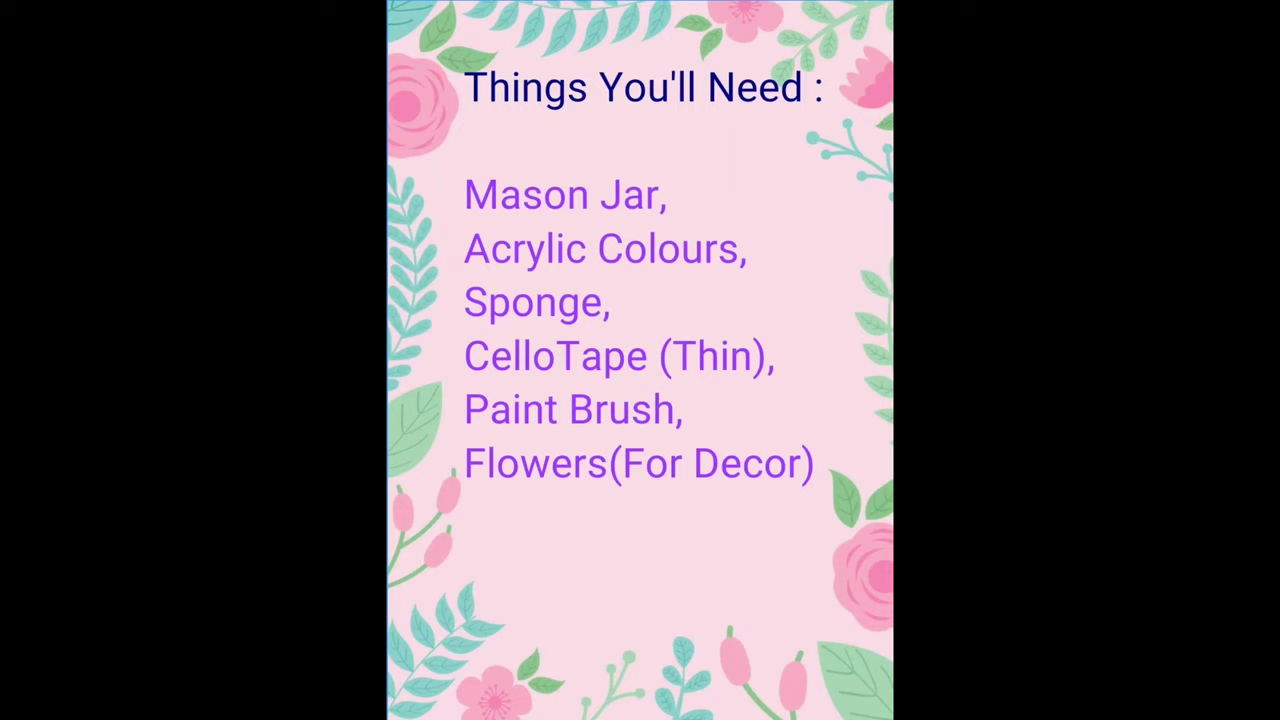 Things You'll Need :
Mason Jar,
Acrylic Colours,
Sponge,
CelloTape (Thin),
Paint Brush,
Flowers(For Decor)